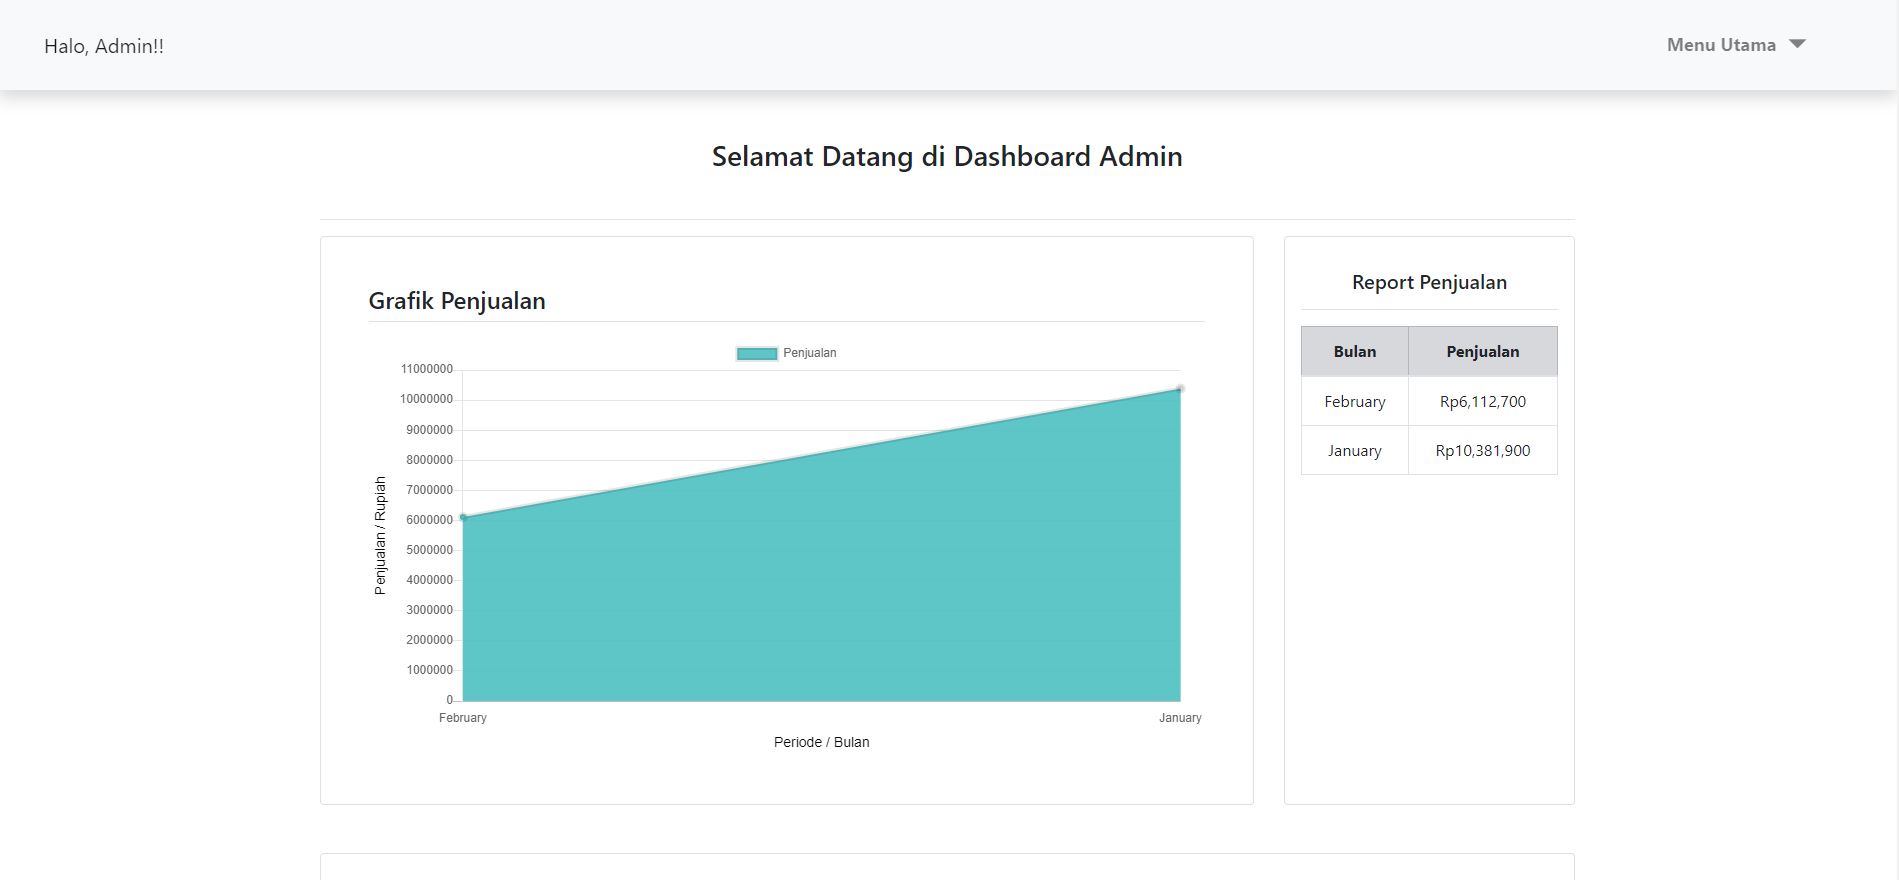 Halo, Admin!!
Menu Utama
Selamat Datang di Dashboard Admin
Grafik Penjualan
Penjualan
11000000
10000000
9000000
8000000
7000000
6000000
5000000
4000000
3000000
2000000
1000000
0
Penjualan / Rupiah
February
January
Periode / Bulan
Report Penjualan
Bulan Penjualan
February Rp6,112,700
January Rp10,381,900